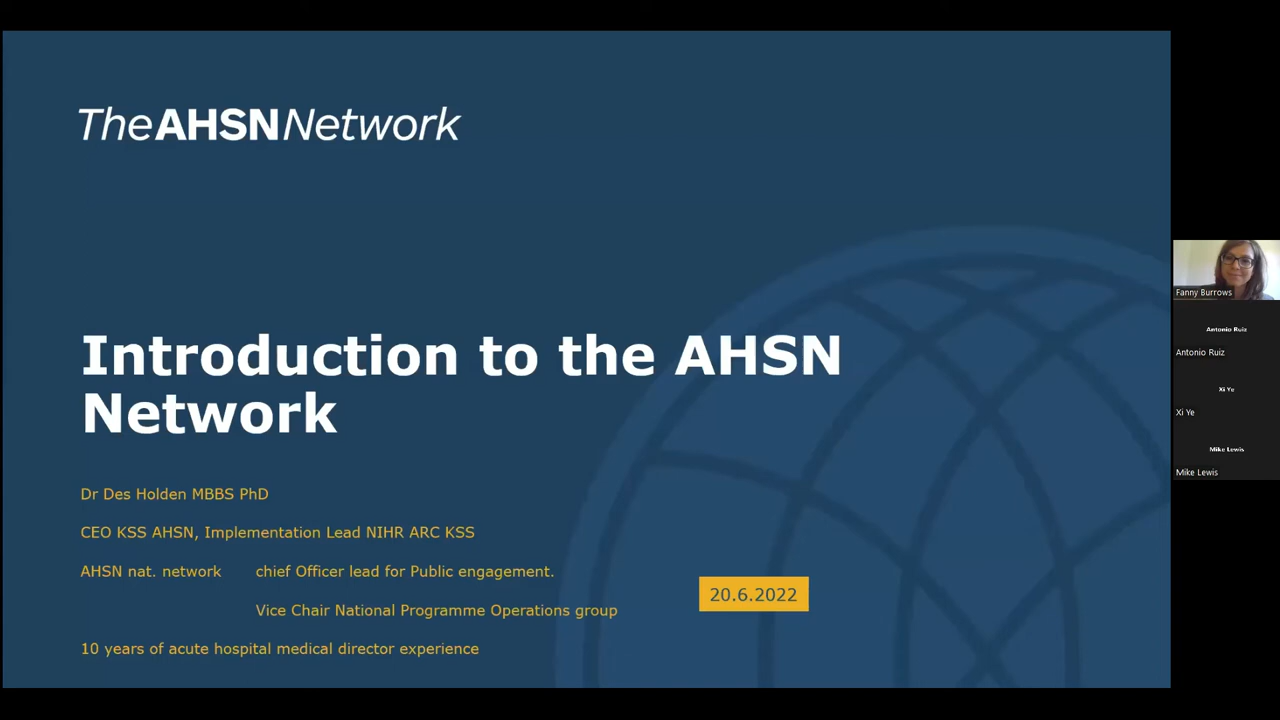 The AHSN Network
Introduction to the AHSN
Network
Dr Des Holden MBBS PhD
CEO KSS AHSN, Implementation Lead NIHR ARC KSS
AHSN nat. network chief Officer lead for Public engagement.
Vice Chair National Programme Operations group
20.6.2022
10 years of acute hospital medical director experience
Fanny Burrows
Antonio Ruiz
Antonio Ruiz
Xi Ye
Xi Ye
Mike Lewis
Mike Lewis